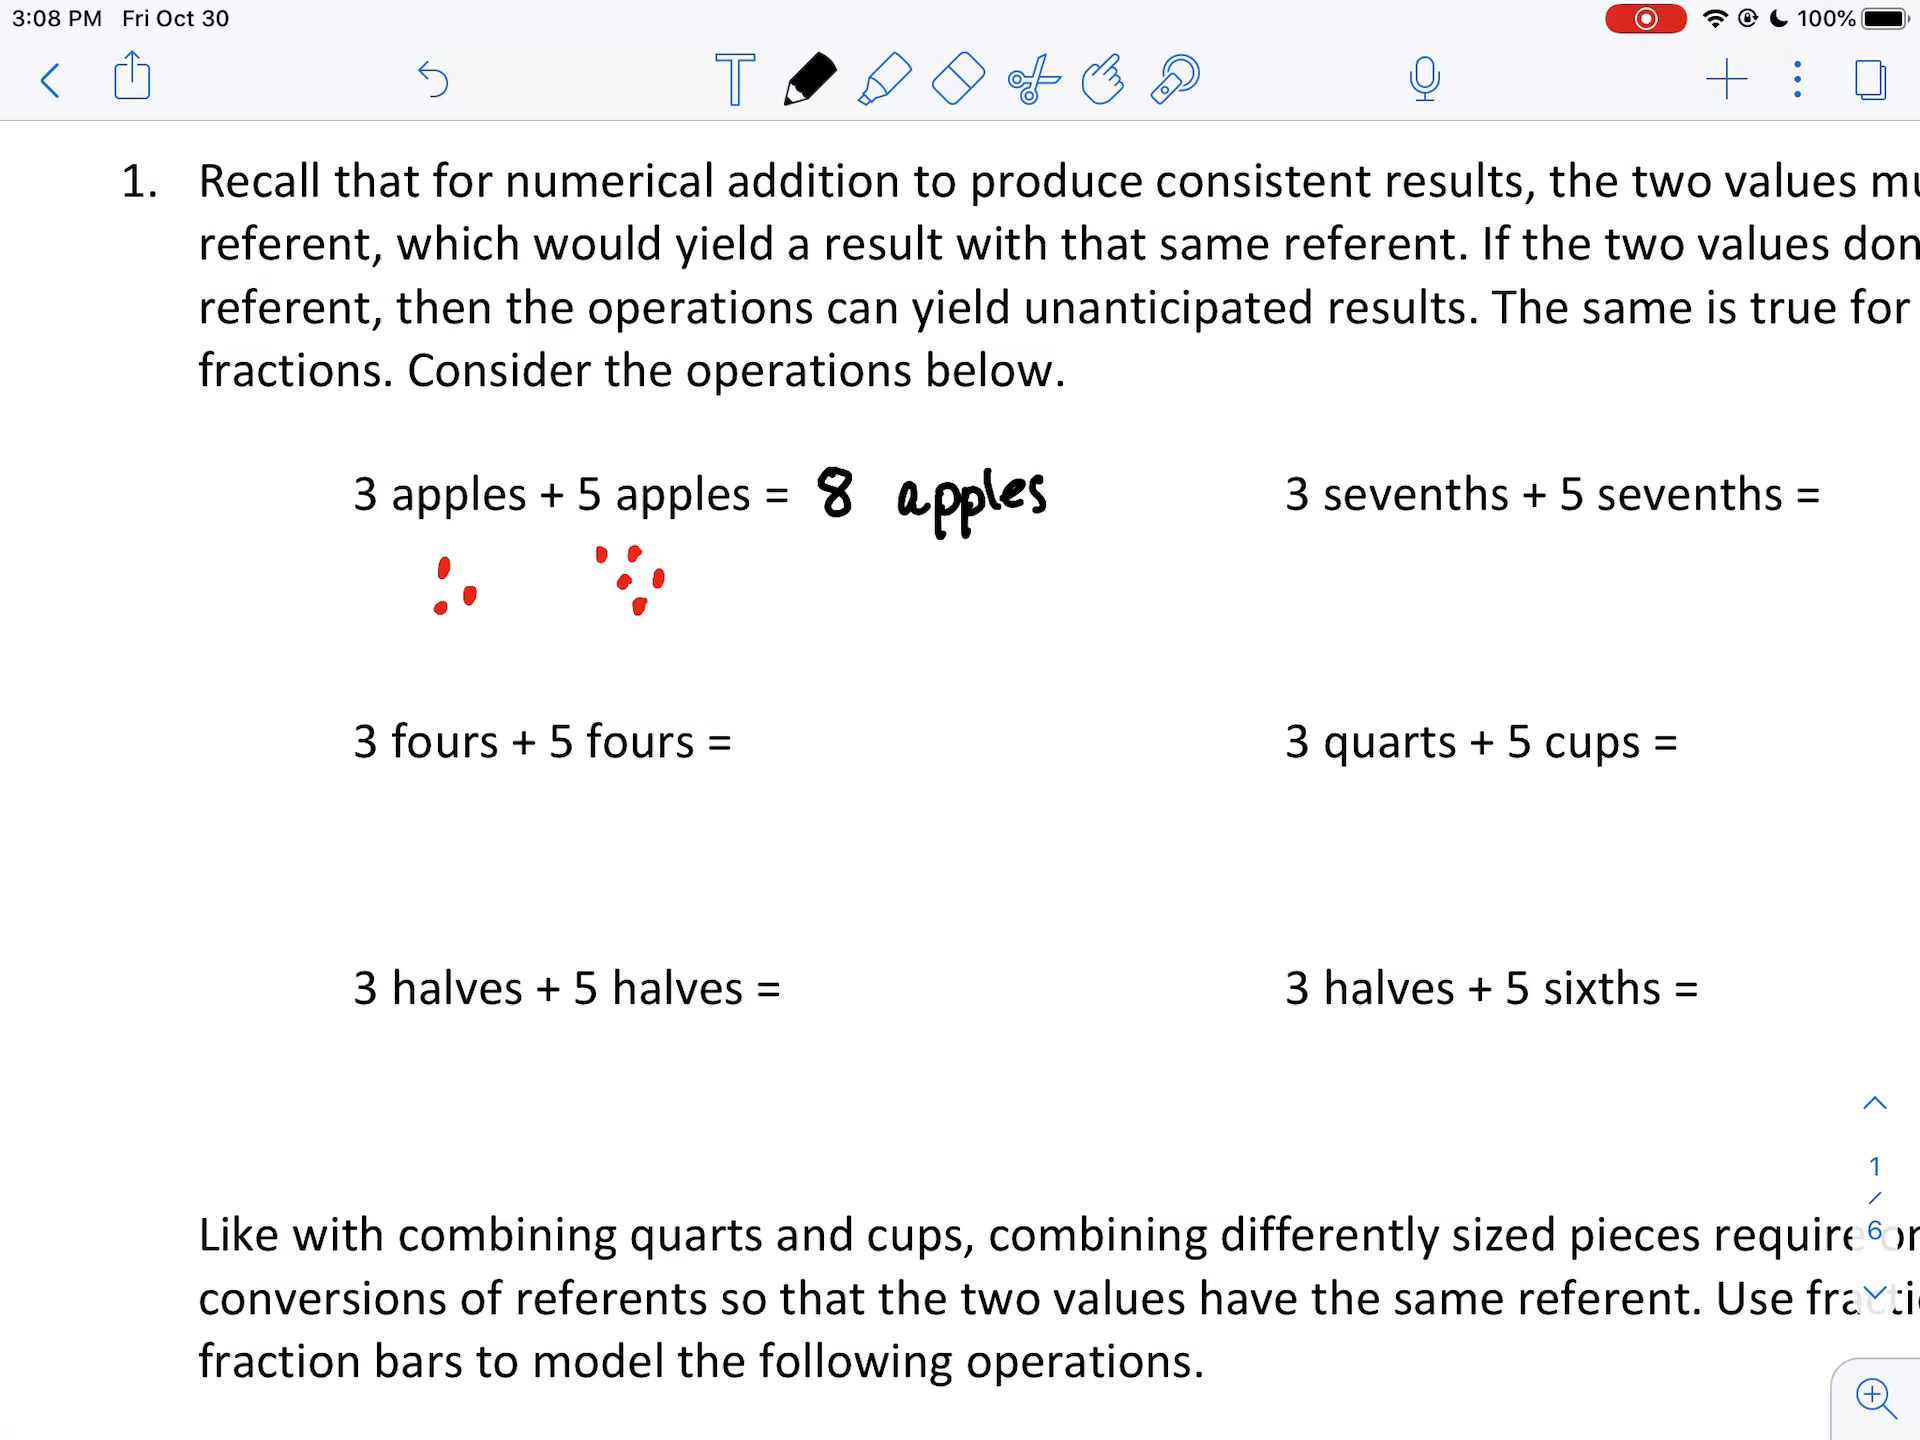 3:08 PM Fri Oct 30 100%
T
1. Recall that for numerical addition to produce consistent results, the two values mu
referent, which would yield a result with that same referent. If the two values don
referent, then the operations can yield unanticipated results. The same is true for
fractions. Consider the operations below.
3 apples + 5 apples = 8 apples
3 sevenths + 5 sevenths =
3 fours + 5 fours =
3 quarts + 5 cups =
3 halves + 5 halves =
3 halves + 5 sixths =
1
/
6
Like with combining quarts and cups, combining differently sized pieces require or
conversions of referents so that the two values have the same referent. Use fracti
fraction bars to model the following operations.